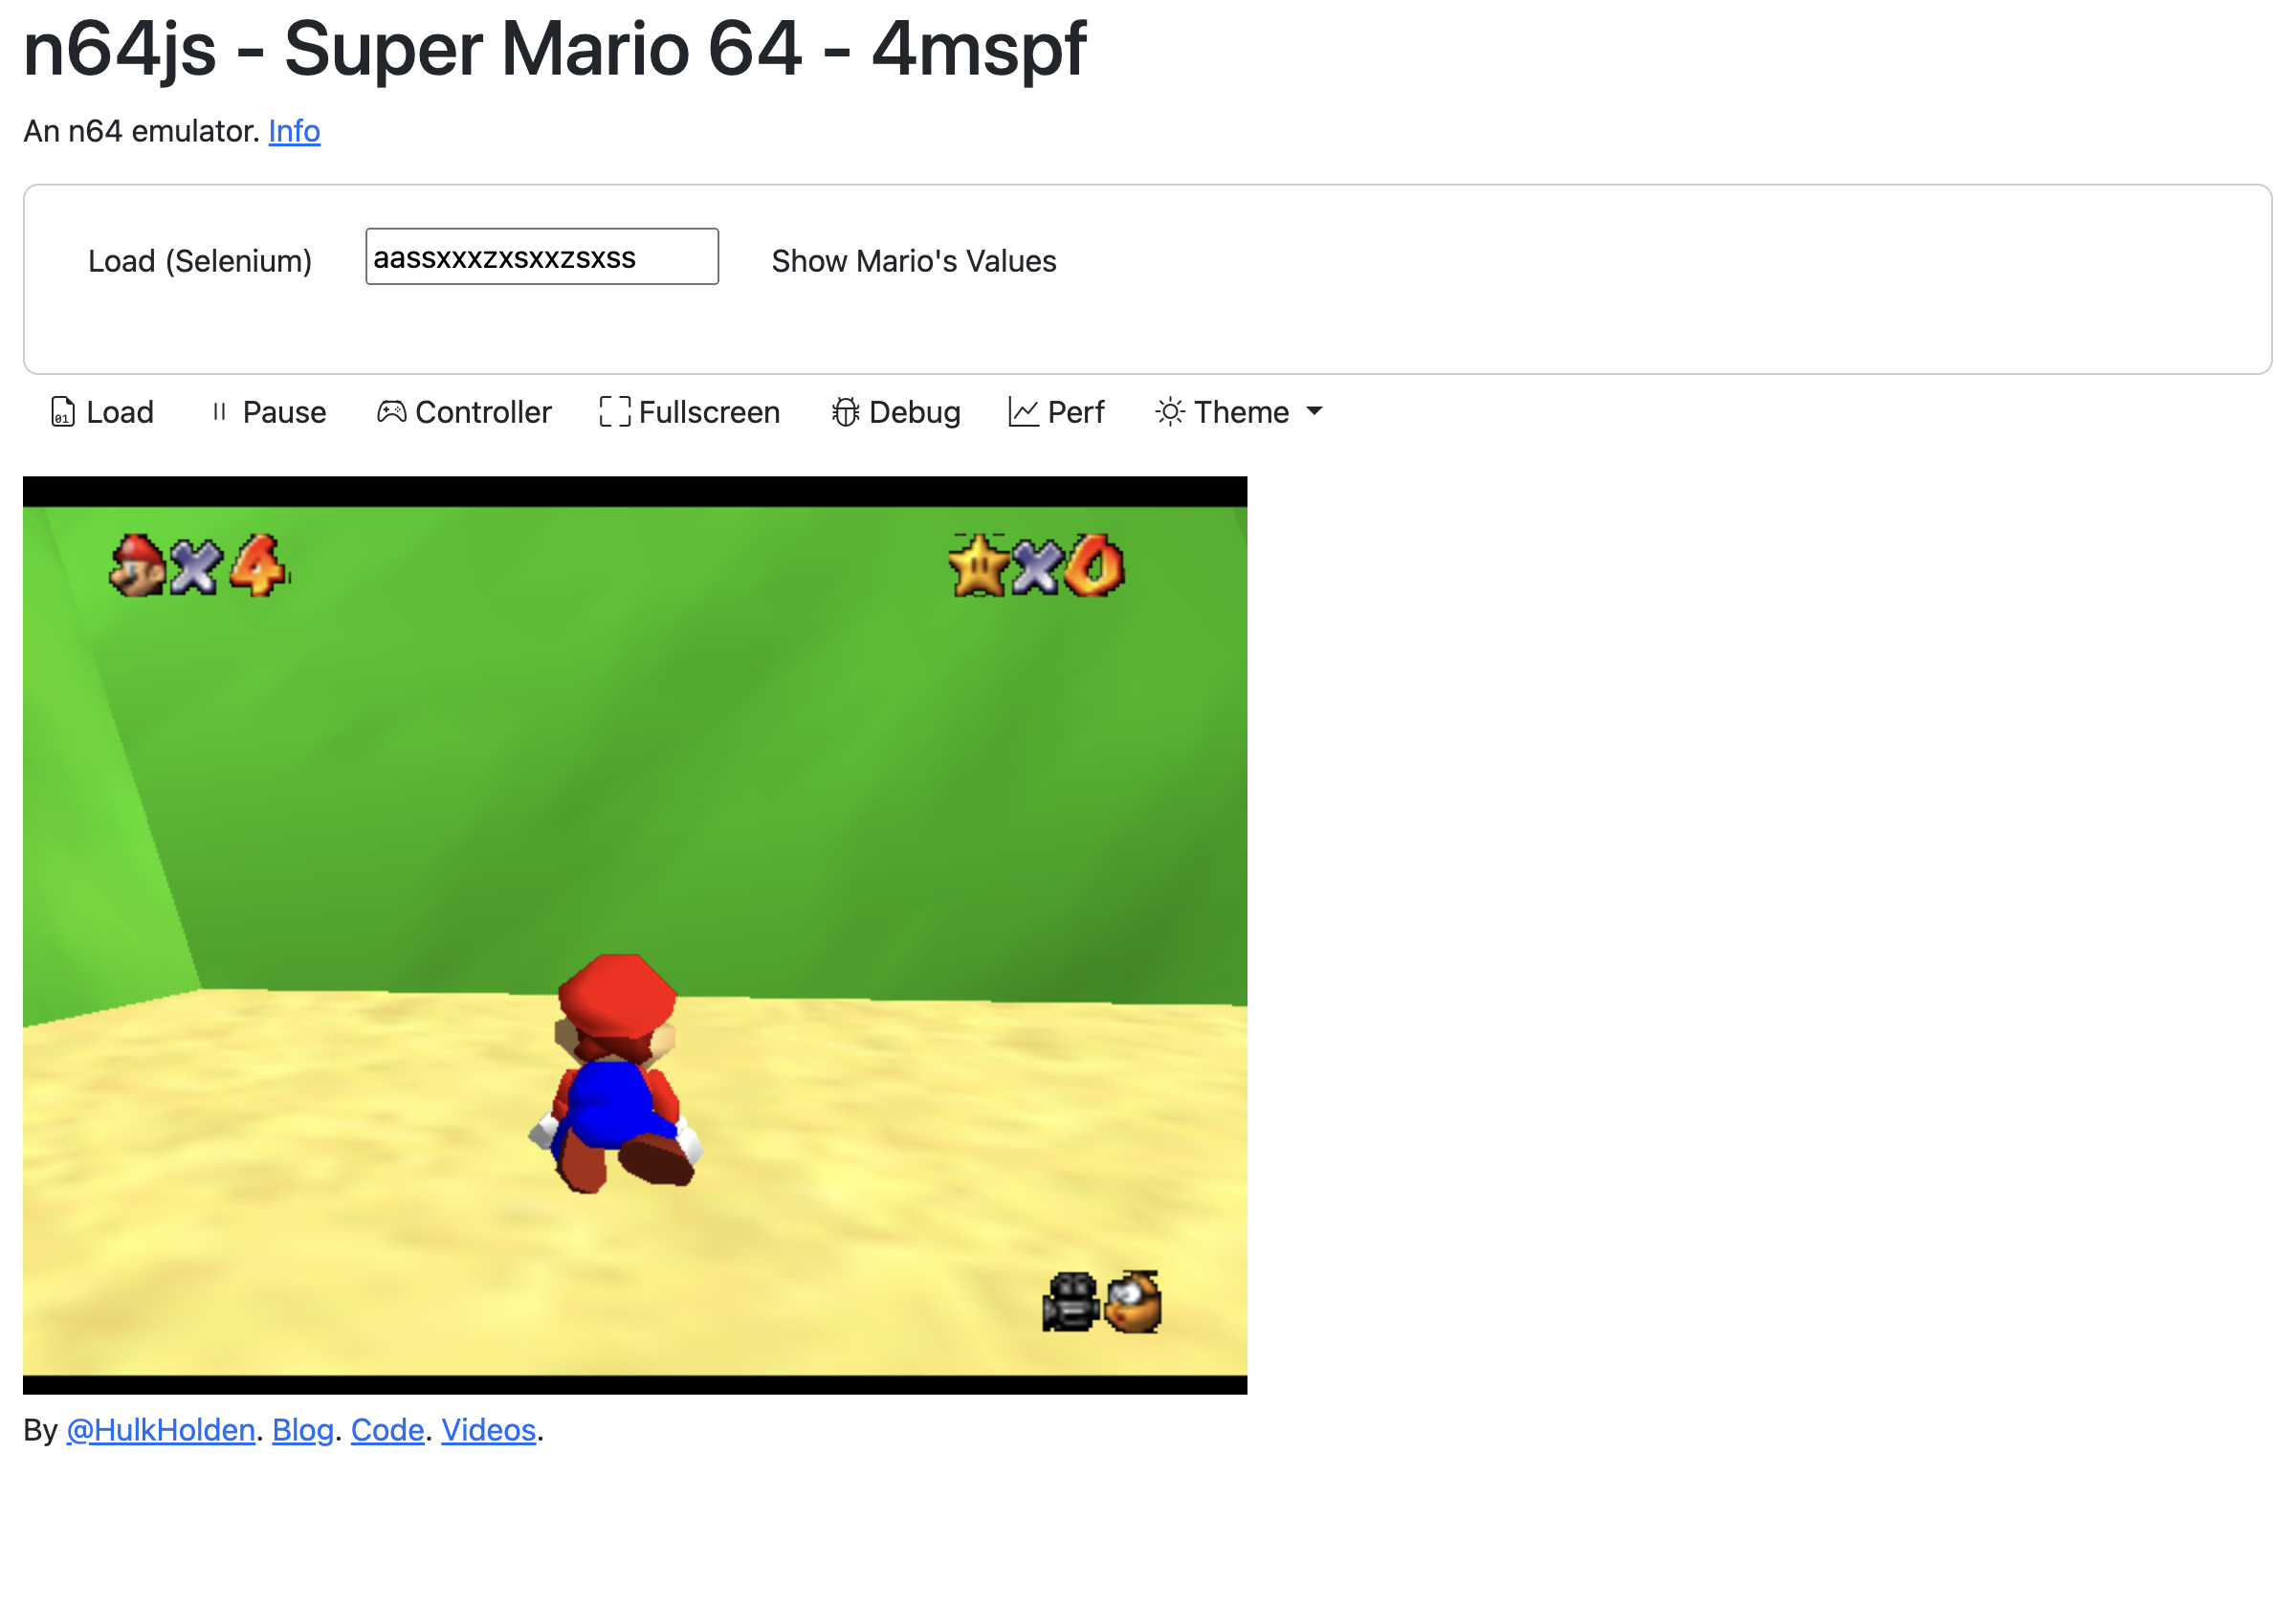 n64js - Super Mario 64 - 4mspf
An n64 emulator. Info
Load (Selenium) aassxxxzxsxxzsxss Show Mario's Values
Load Pause Controller Fullscreen Debug Perf Theme
×4 ×0
By @HulkHolden. Blog. Code. Videos.